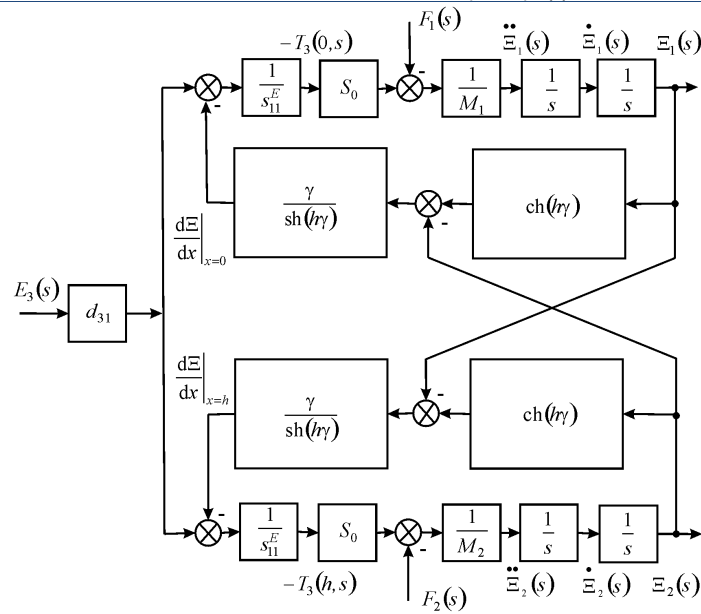 F₁(s)
−T₃(0,s)
Ξ̈₁(s) Ξ̇₁(s) Ξ₁(s)
1/s₁₁ᴱ S₀ 1/M₁ 1/s 1/s
-
-
γ/sh(hγ) ch(hγ)
-
dΞ/dx|ₓ₌₀
E₃(s)
d₃₁
dΞ/dx|ₓ₌ₕ
γ/sh(hγ) ch(hγ)
-
-
-
1/s₁₁ᴱ S₀ 1/M₂ 1/s 1/s
−T₃(h,s)
Ξ̈₂(s) Ξ̇₂(s) Ξ₂(s)
F₂(s)